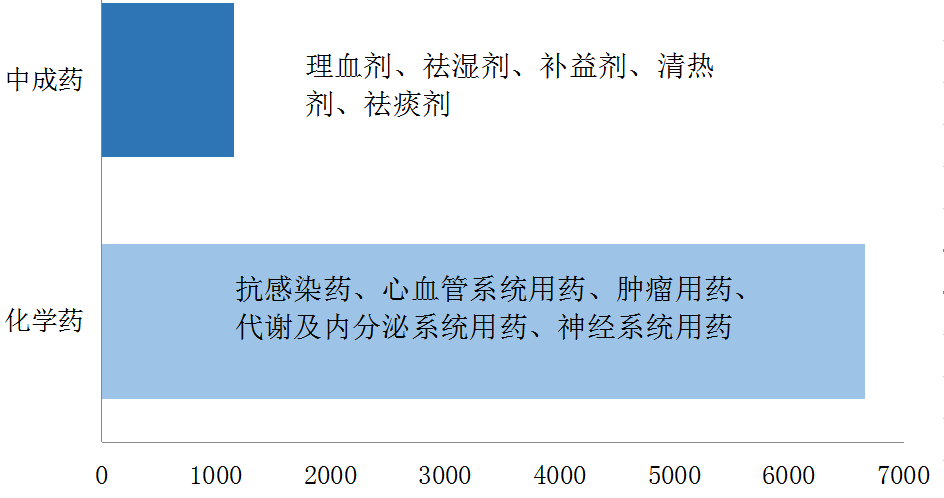 中成药
理血剂、祛湿剂、补益剂、清热
剂、祛痰剂
化学药
抗感染药、心血管系统用药、肿瘤用药、
代谢及内分泌系统用药、神经系统用药
0 1000 2000 3000 4000 5000 6000 7000